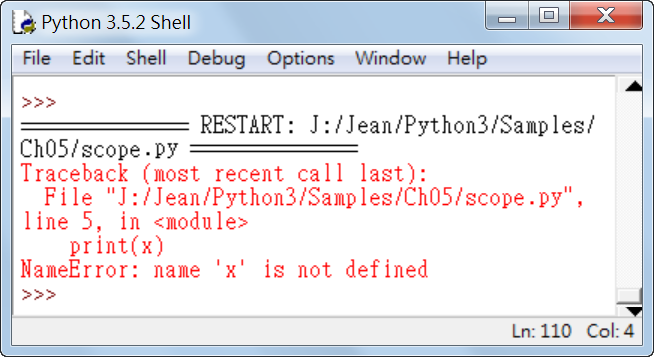 Python 3.5.2 Shell
File Edit Shell Debug Options Window Help
>>>
================ RESTART: J:/Jean/Python3/Samples/
Ch05/scope.py ================
Traceback (most recent call last):
  File "J:/Jean/Python3/Samples/Ch05/scope.py",
line 5, in <module>
    print(x)
NameError: name 'x' is not defined
>>>
Ln: 110 Col: 4